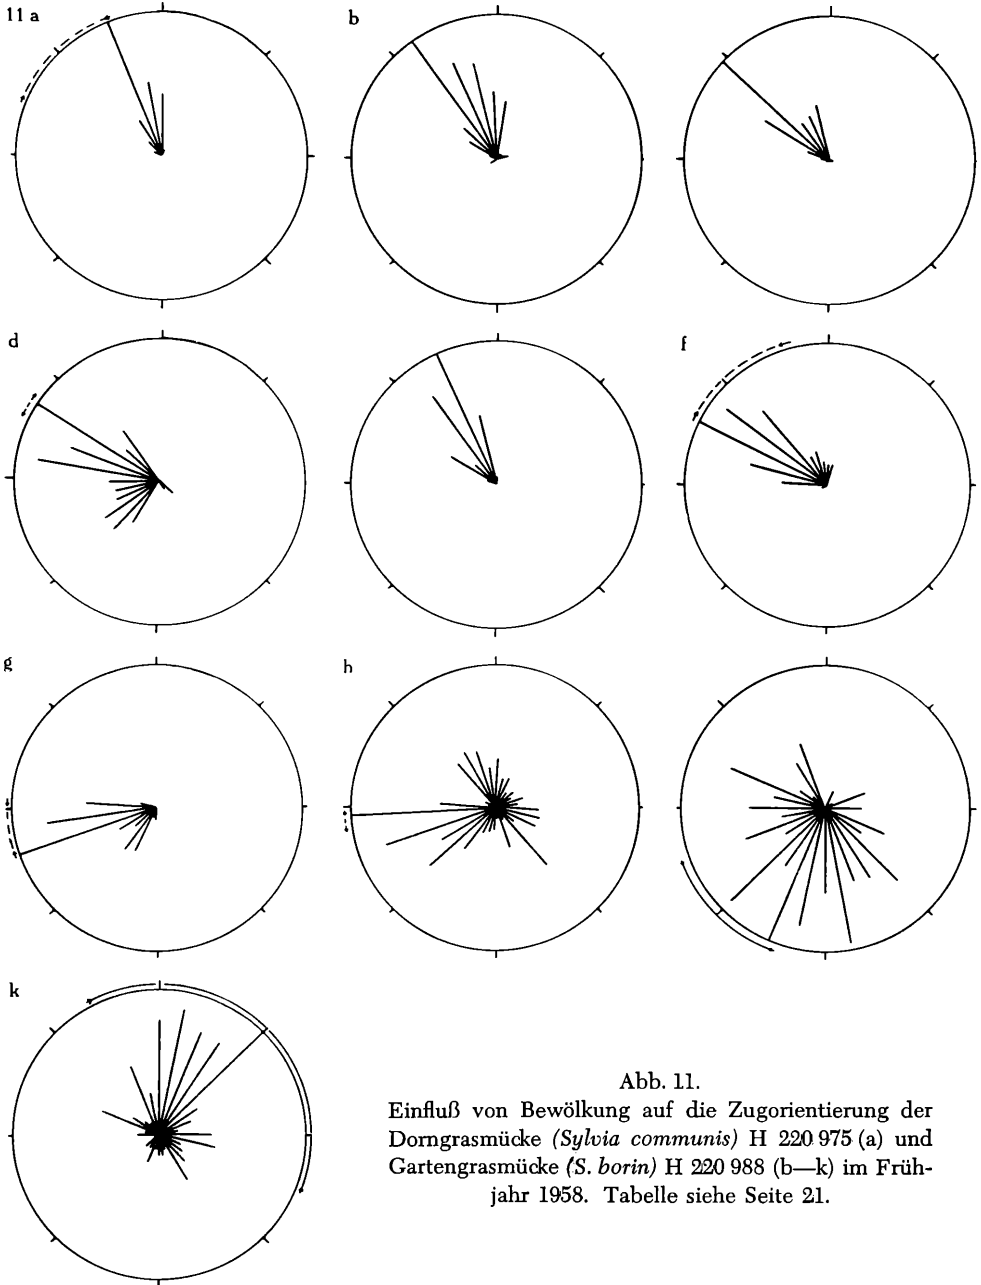 11 a
b
d
f
g
h
k
Abb. 11.
Einfluß von Bewölkung auf die Zugorientierung der
Dorngrasmücke (Sylvia communis) H 220 975 (a) und
Gartengrasmücke (S. borin) H 220 988 (b—k) im Früh-
jahr 1958. Tabelle siehe Seite 21.